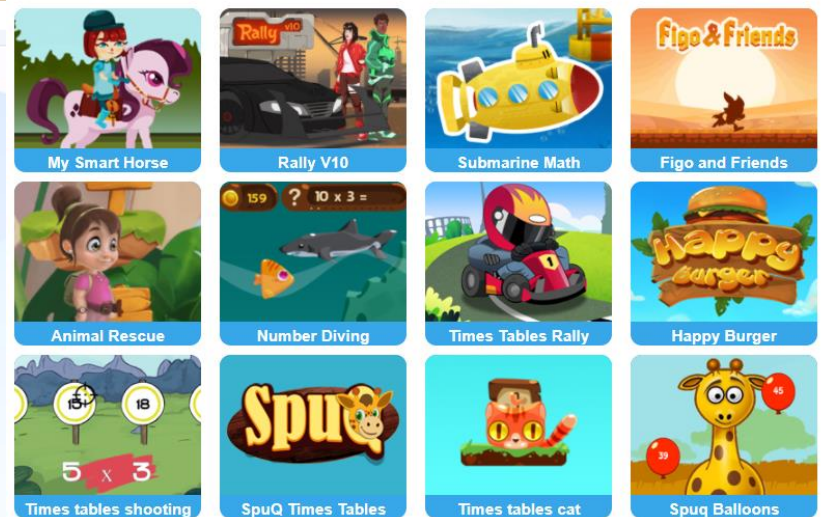 Rally V10
Figo & Friends
My Smart Horse
Rally V10
Submarine Math
Figo and Friends
159
? 10 x 3 =
1
Happy
Burger
Animal Rescue
Number Diving
Times Tables Rally
Happy Burger
15
18
5 x 3
SpuQ
45
39
Times tables shooting
SpuQ Times Tables
Times tables cat
Spuq Balloons